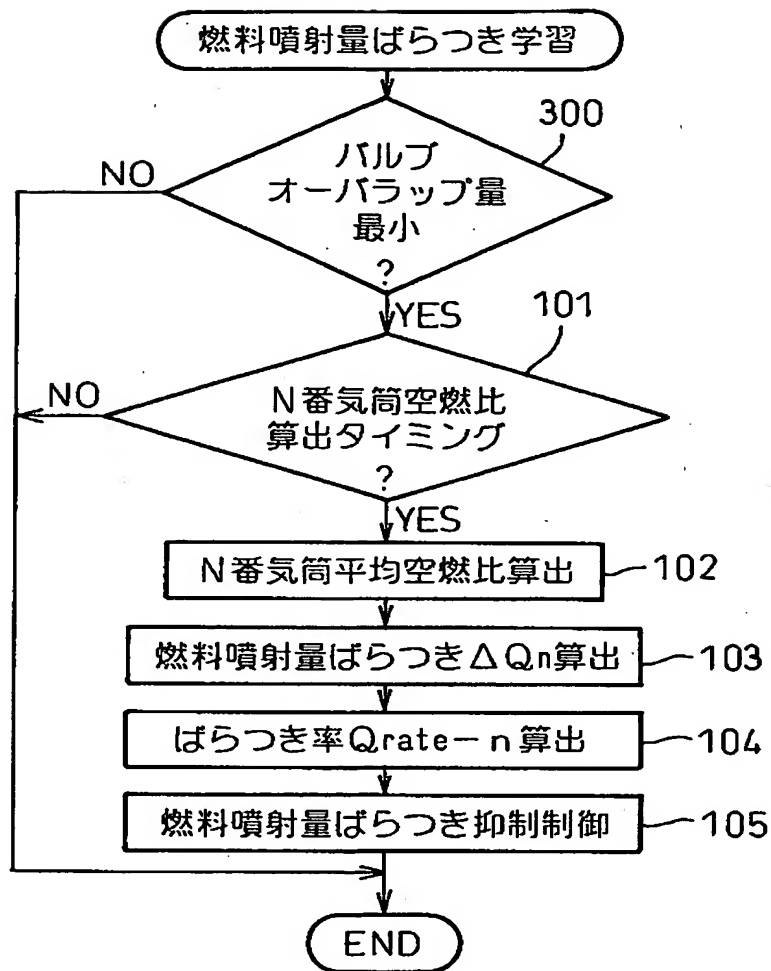 燃料噴射量ばらつき学習
300
バルブ
オーバラップ量
最小
?
NO
YES
101
N番気筒空燃比
算出タイミング
?
NO
YES
N番気筒平均空燃比算出
102
燃料噴射量ばらつきΔQn算出
103
ばらつき率Qrate－n算出
104
燃料噴射量ばらつき抑制制御
105
END